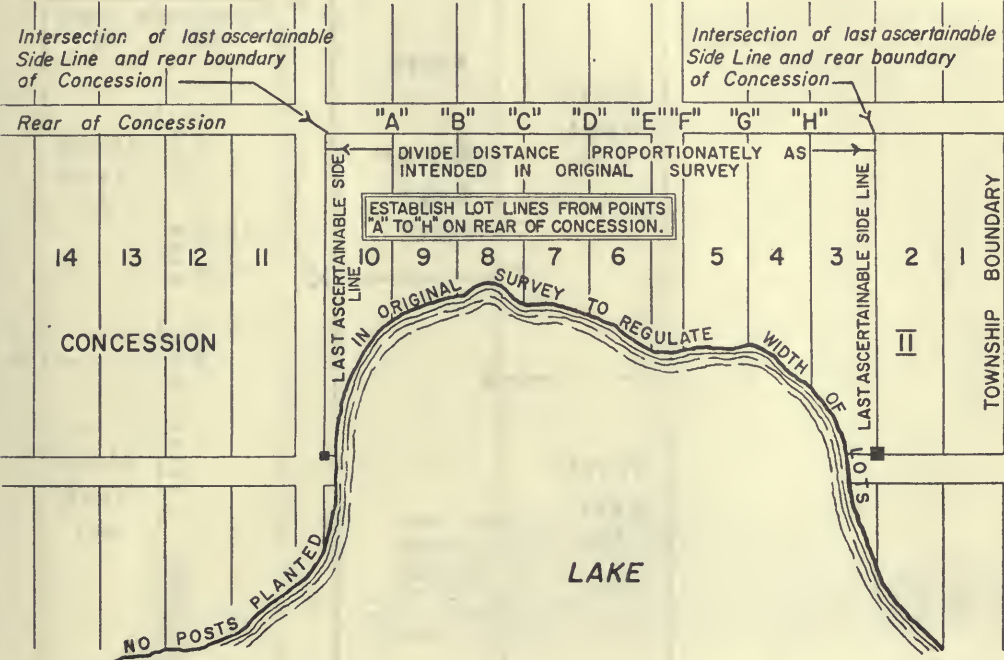 Intersection of last ascertainable
Side Line and rear boundary
of Concession
Intersection of last ascertainable
Side Line and rear boundary
of Concession
Rear of Concession
"A" "B" "C" "D" "E" "F" "G" "H"
DIVIDE DISTANCE PROPORTIONATELY AS
INTENDED IN ORIGINAL SURVEY
ESTABLISH LOT LINES FROM POINTS
"A" TO "H" ON REAR OF CONCESSION.
14 13 12 11 10 9 8 7 6 5 4 3 2 1
LAST ASCERTAINABLE SIDE
LINE
LAST ASCERTAINABLE SIDE LINE
TOWNSHIP BOUNDARY
CONCESSION II
NO POSTS PLANTED IN ORIGINAL SURVEY TO REGULATE WIDTH OF LOTS
LAKE